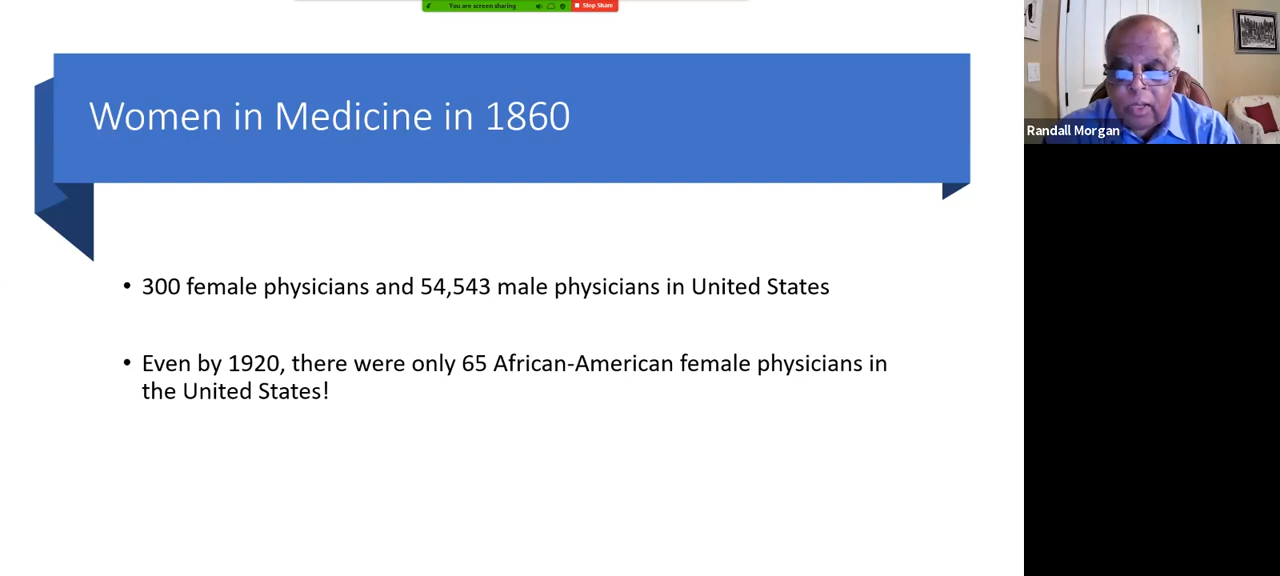 You are screen sharing
Stop Share
Women in Medicine in 1860
Randall Morgan
• 300 female physicians and 54,543 male physicians in United States
• Even by 1920, there were only 65 African-American female physicians in
the United States!